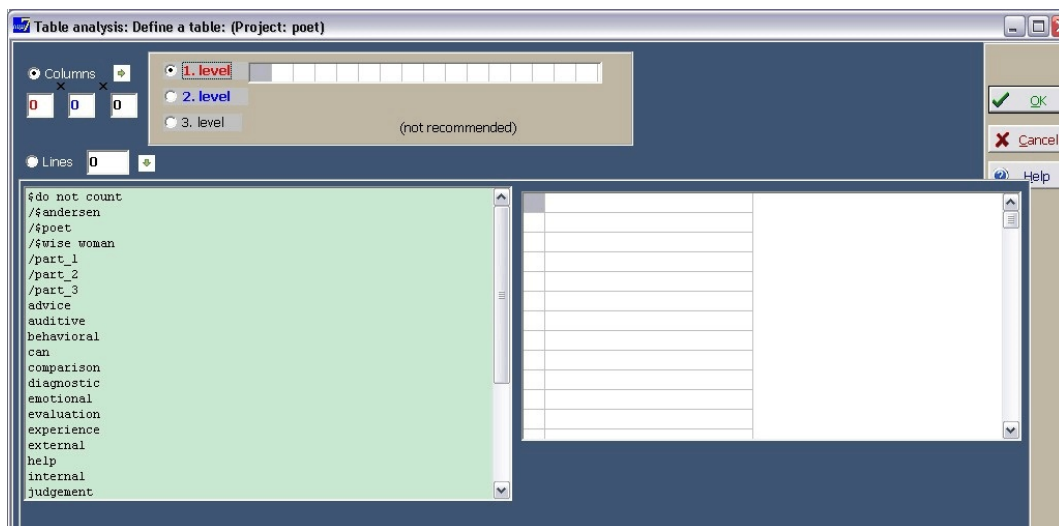 Table analysis: Define a table: (Project: poet)
Columns
1. level
0 × 0 × 0
2. level
OK
3. level
(not recommended)
Cancel
Lines 0
Help
$do not count
/$andersen
/$poet
/$wise woman
/part_1
/part_2
/part_3
advice
auditive
behavioral
can
comparison
diagnostic
emotional
evaluation
experience
external
help
internal
judgement